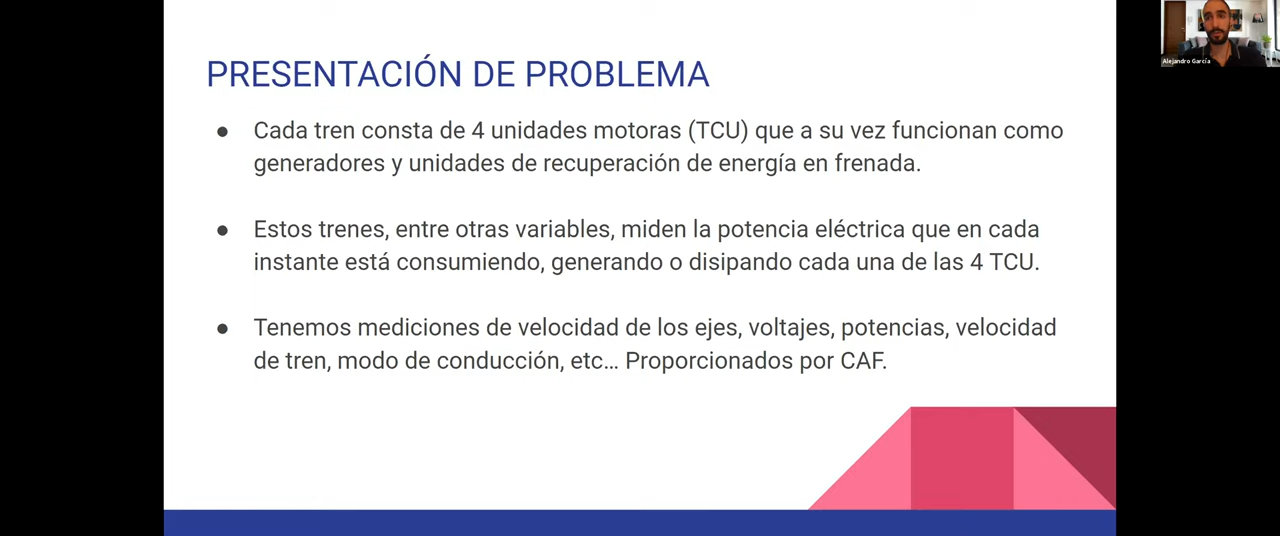 PRESENTACIÓN DE PROBLEMA
● Cada tren consta de 4 unidades motoras (TCU) que a su vez funcionan como
generadores y unidades de recuperación de energía en frenada.
● Estos trenes, entre otras variables, miden la potencia eléctrica que en cada
instante está consumiendo, generando o disipando cada una de las 4 TCU.
● Tenemos mediciones de velocidad de los ejes, voltajes, potencias, velocidad
de tren, modo de conducción, etc... Proporcionados por CAF.
Alejandro García